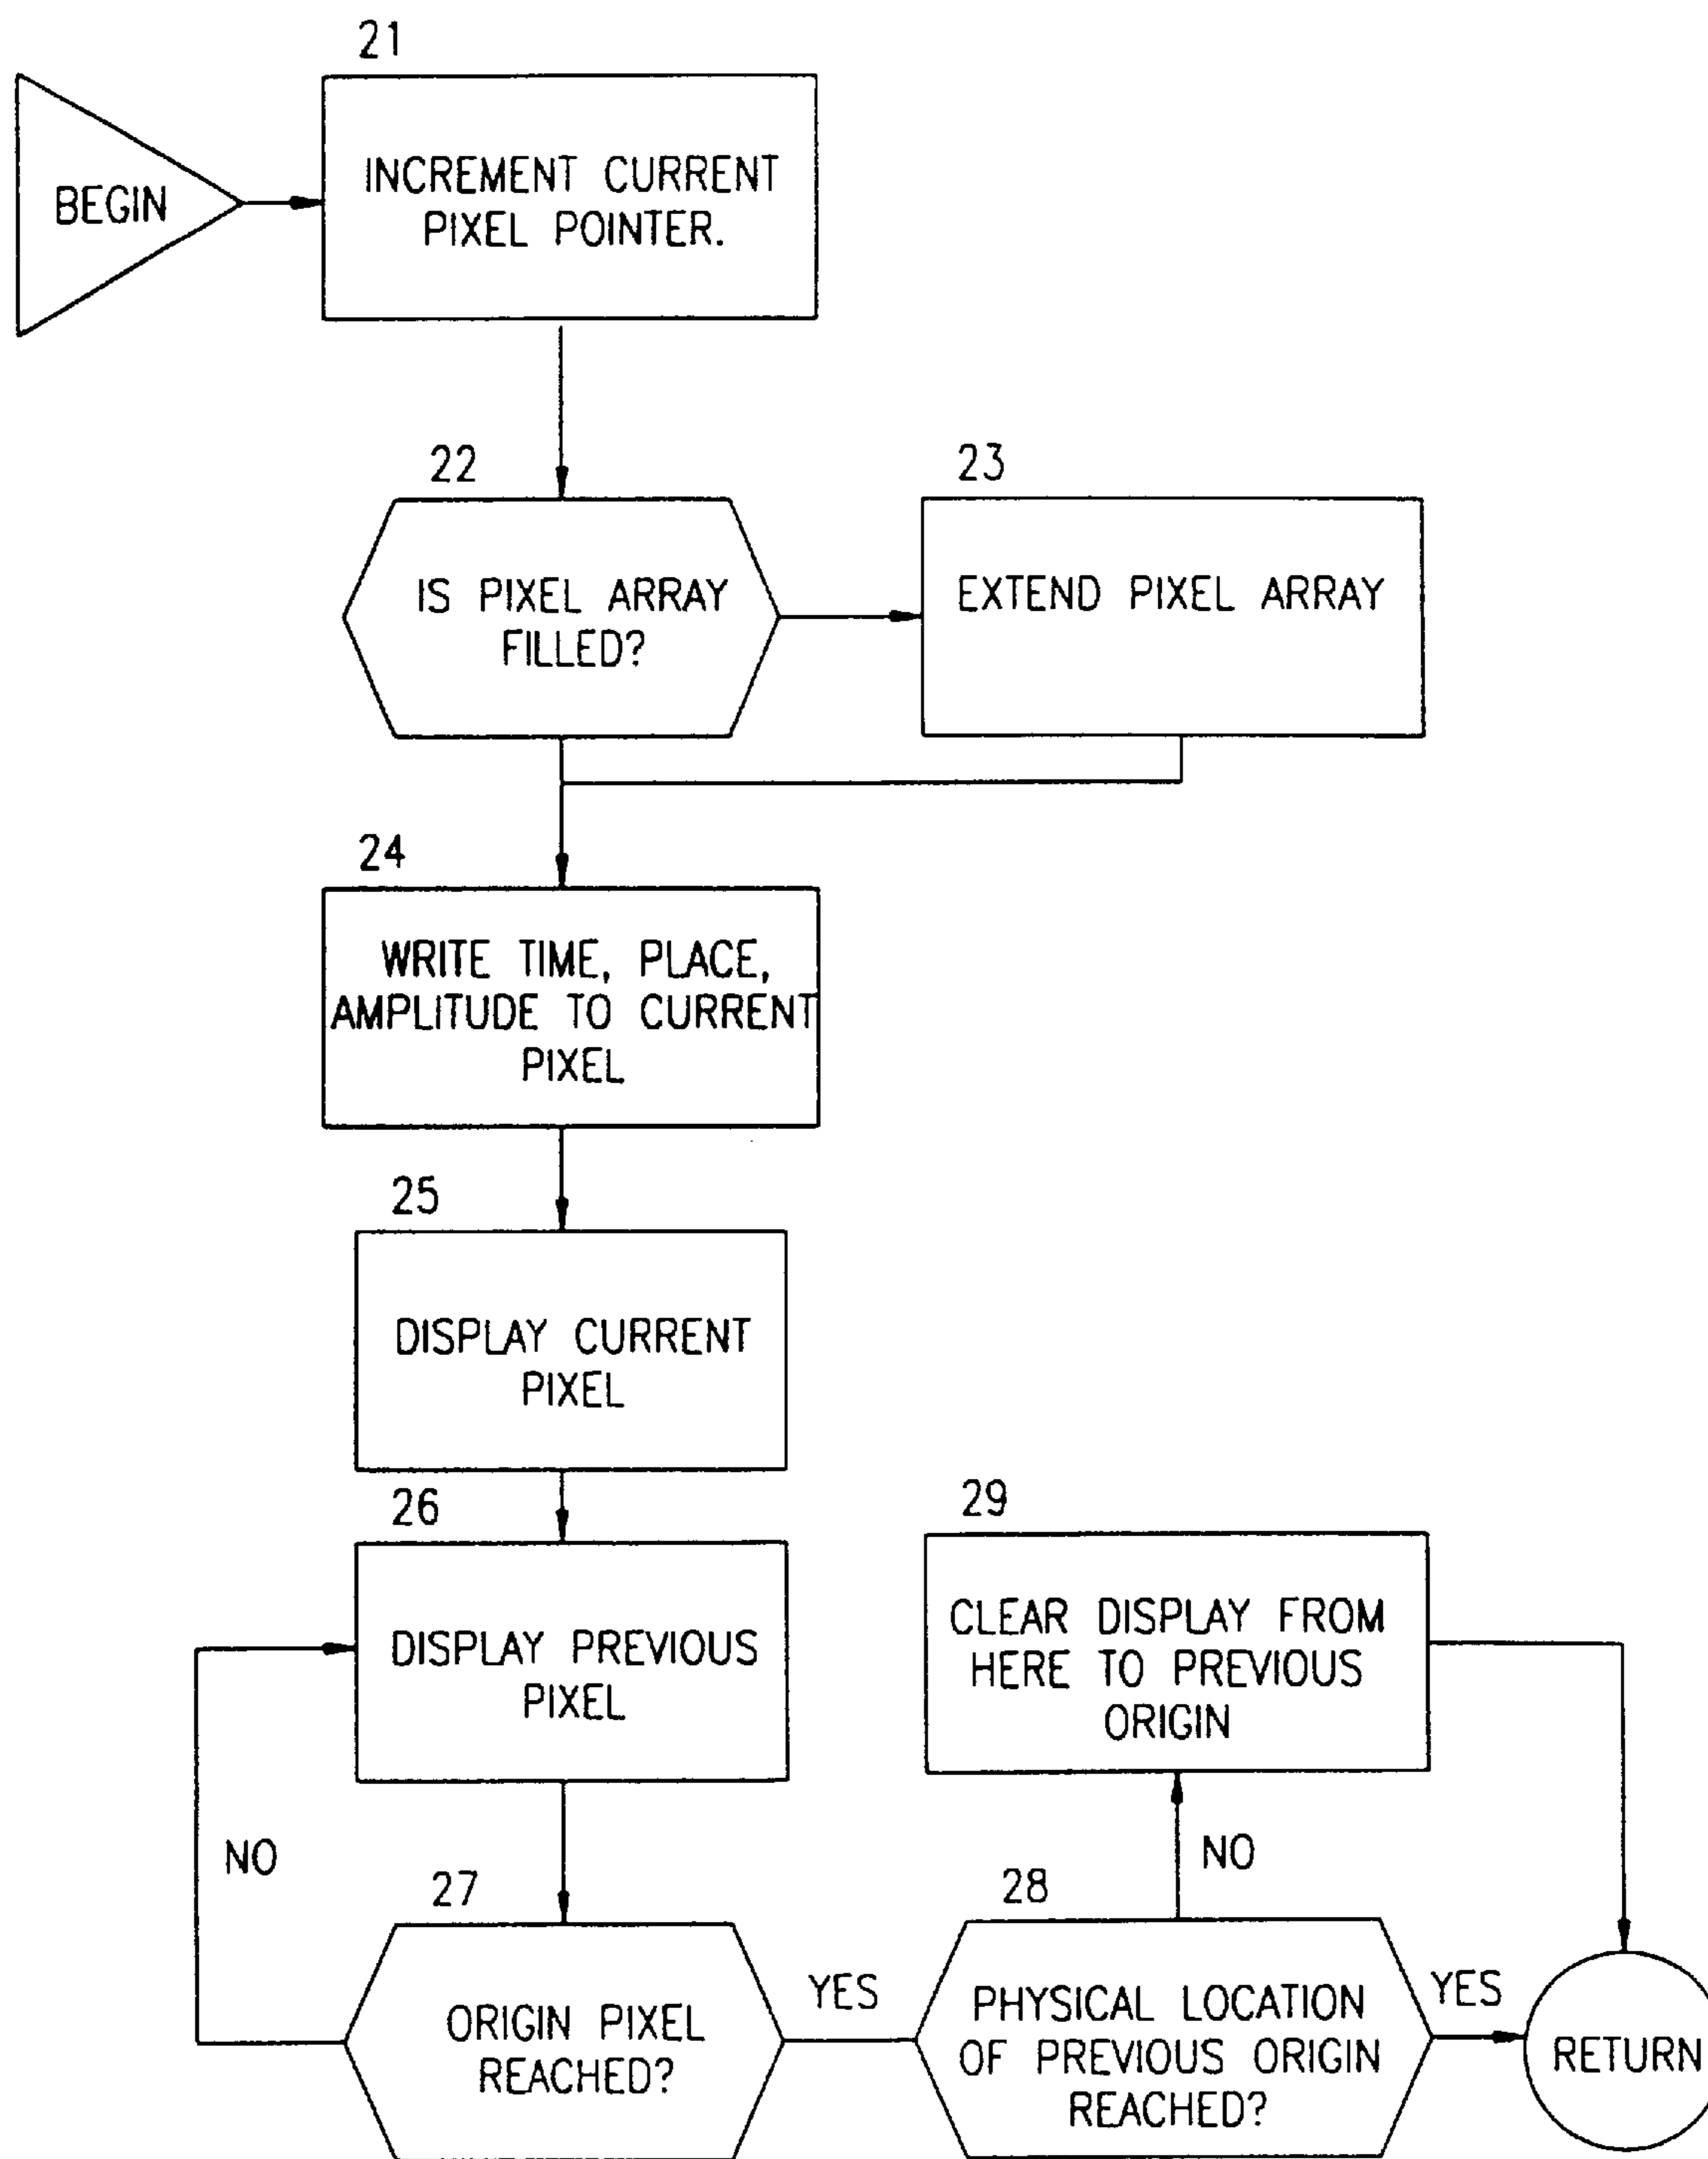 21
BEGIN
INCREMENT CURRENT
PIXEL POINTER.
22
IS PIXEL ARRAY
FILLED?
23
EXTEND PIXEL ARRAY
24
WRITE TIME, PLACE,
AMPLITUDE TO CURRENT
PIXEL
25
DISPLAY CURRENT
PIXEL
26
DISPLAY PREVIOUS
PIXEL
NO
27
ORIGIN PIXEL
REACHED?
YES
28
PHYSICAL LOCATION
OF PREVIOUS ORIGIN
REACHED?
NO
29
CLEAR DISPLAY FROM
HERE TO PREVIOUS
ORIGIN
YES
RETURN